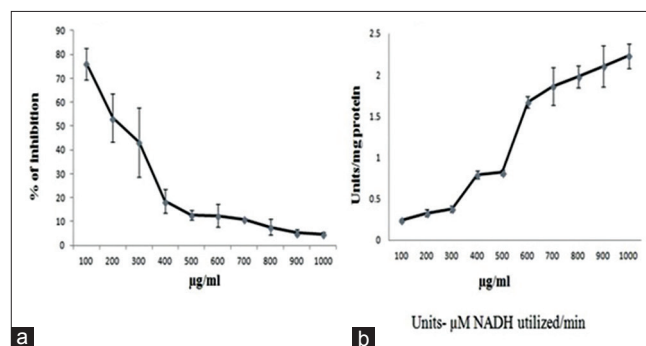 90
80
70
60
50
40
30
20
10
0
% of Inhibition
100 200 300 400 500 600 700 800 900 1000
µg/ml
a
2.5
2
1.5
1
0.5
0
Units/mg protein
100 200 300 400 500 600 700 800 900 1000
µg/ml
Units- µM NADH utilized/min
b